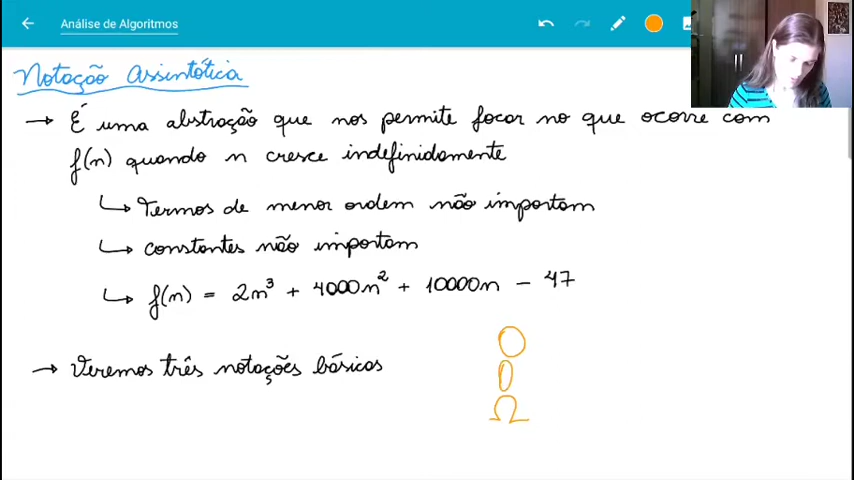 Análise de Algoritmos
Notação Assintótica
→ É uma abstração que nos permite focar no que ocorre com
f(n) quando n cresce indefinidamente
↳ Termos de menor ordem não importam
↳ constantes não importam
↳ f(n) = 2n³ + 4000n² + 10000n - 47
→ Veremos três notações básicas
O
0
Ω